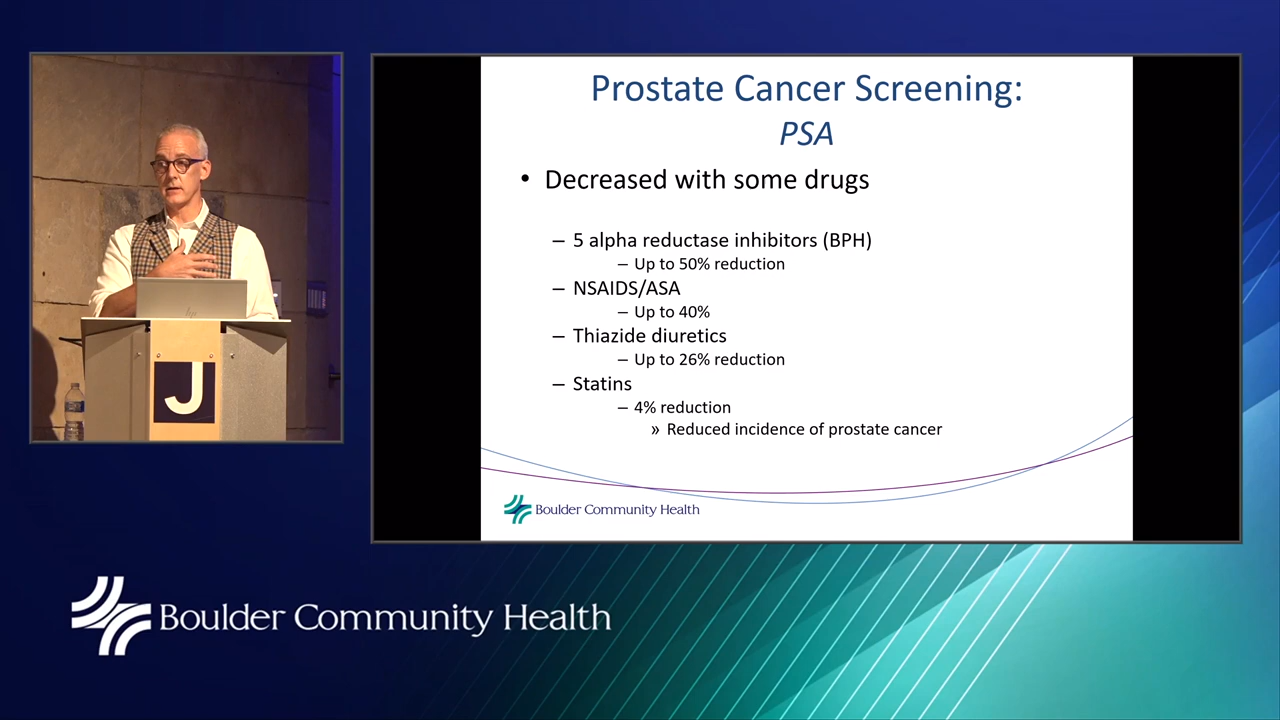 Prostate Cancer Screening:
PSA
• Decreased with some drugs
– 5 alpha reductase inhibitors (BPH)
– Up to 50% reduction
– NSAIDS/ASA
– Up to 40%
– Thiazide diuretics
– Up to 26% reduction
– Statins
– 4% reduction
» Reduced incidence of prostate cancer
Boulder Community Health
hp
J
Boulder Community Health